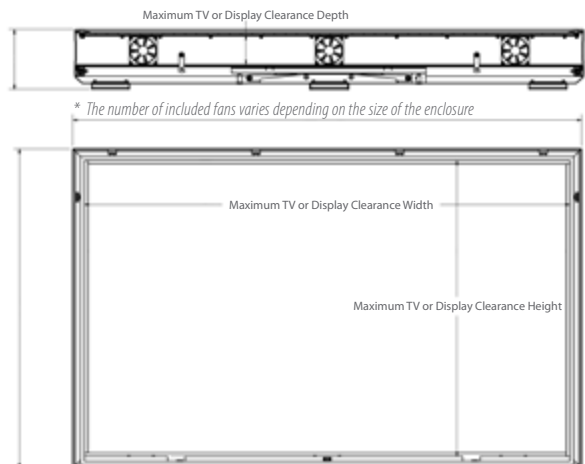 Maximum TV or Display Clearance Depth
* The number of included fans varies depending on the size of the enclosure
Maximum TV or Display Clearance Width
Maximum TV or Display Clearance Height